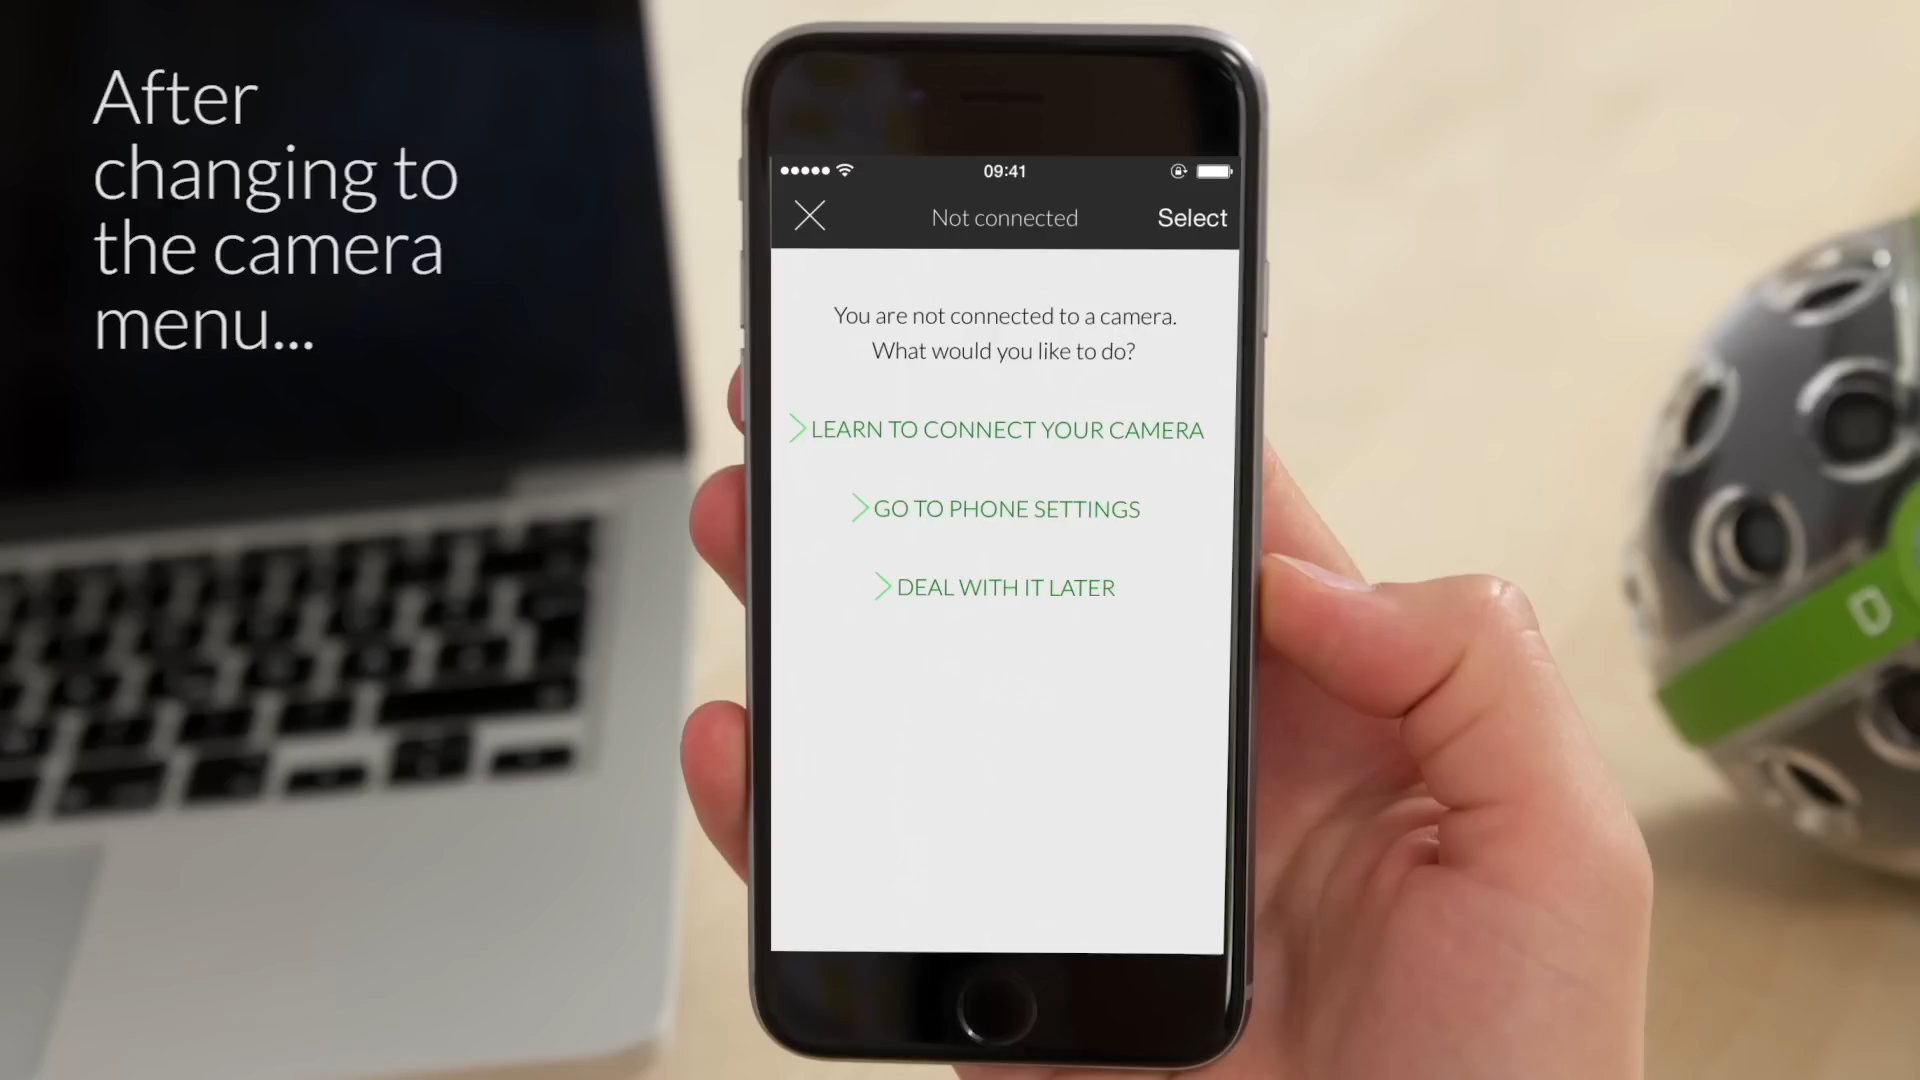 After
changing to
the camera
menu...
09:41
Not connected
Select
You are not connected to a camera.
What would you like to do?
LEARN TO CONNECT YOUR CAMERA
GO TO PHONE SETTINGS
DEAL WITH IT LATER